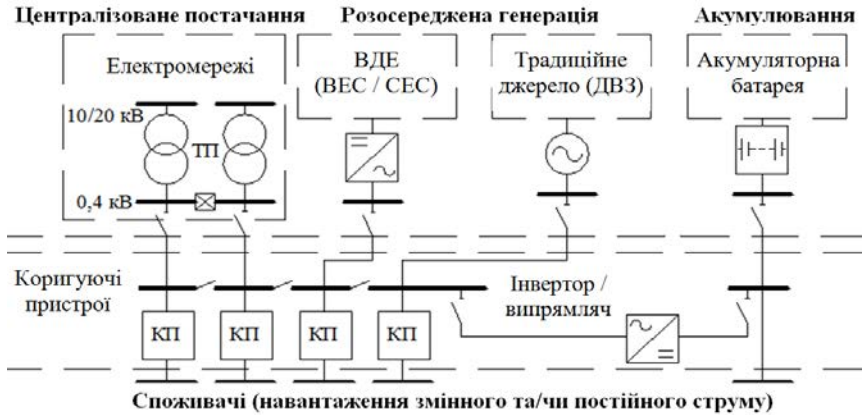 Централізоване постачання
Розосереджена генерація
Акумулювання
Електромережі
ВДЕ
(ВЕС / СЕС)
Традиційне
джерело (ДВЗ)
Акумуляторна
батарея
10/20 кВ
ТП
0,4 кВ
Коригуючі
пристрої
Інвертор /
випрямляч
КП
КП
КП
КП
Споживачі (навантаження змінного та/чи постійного струму)